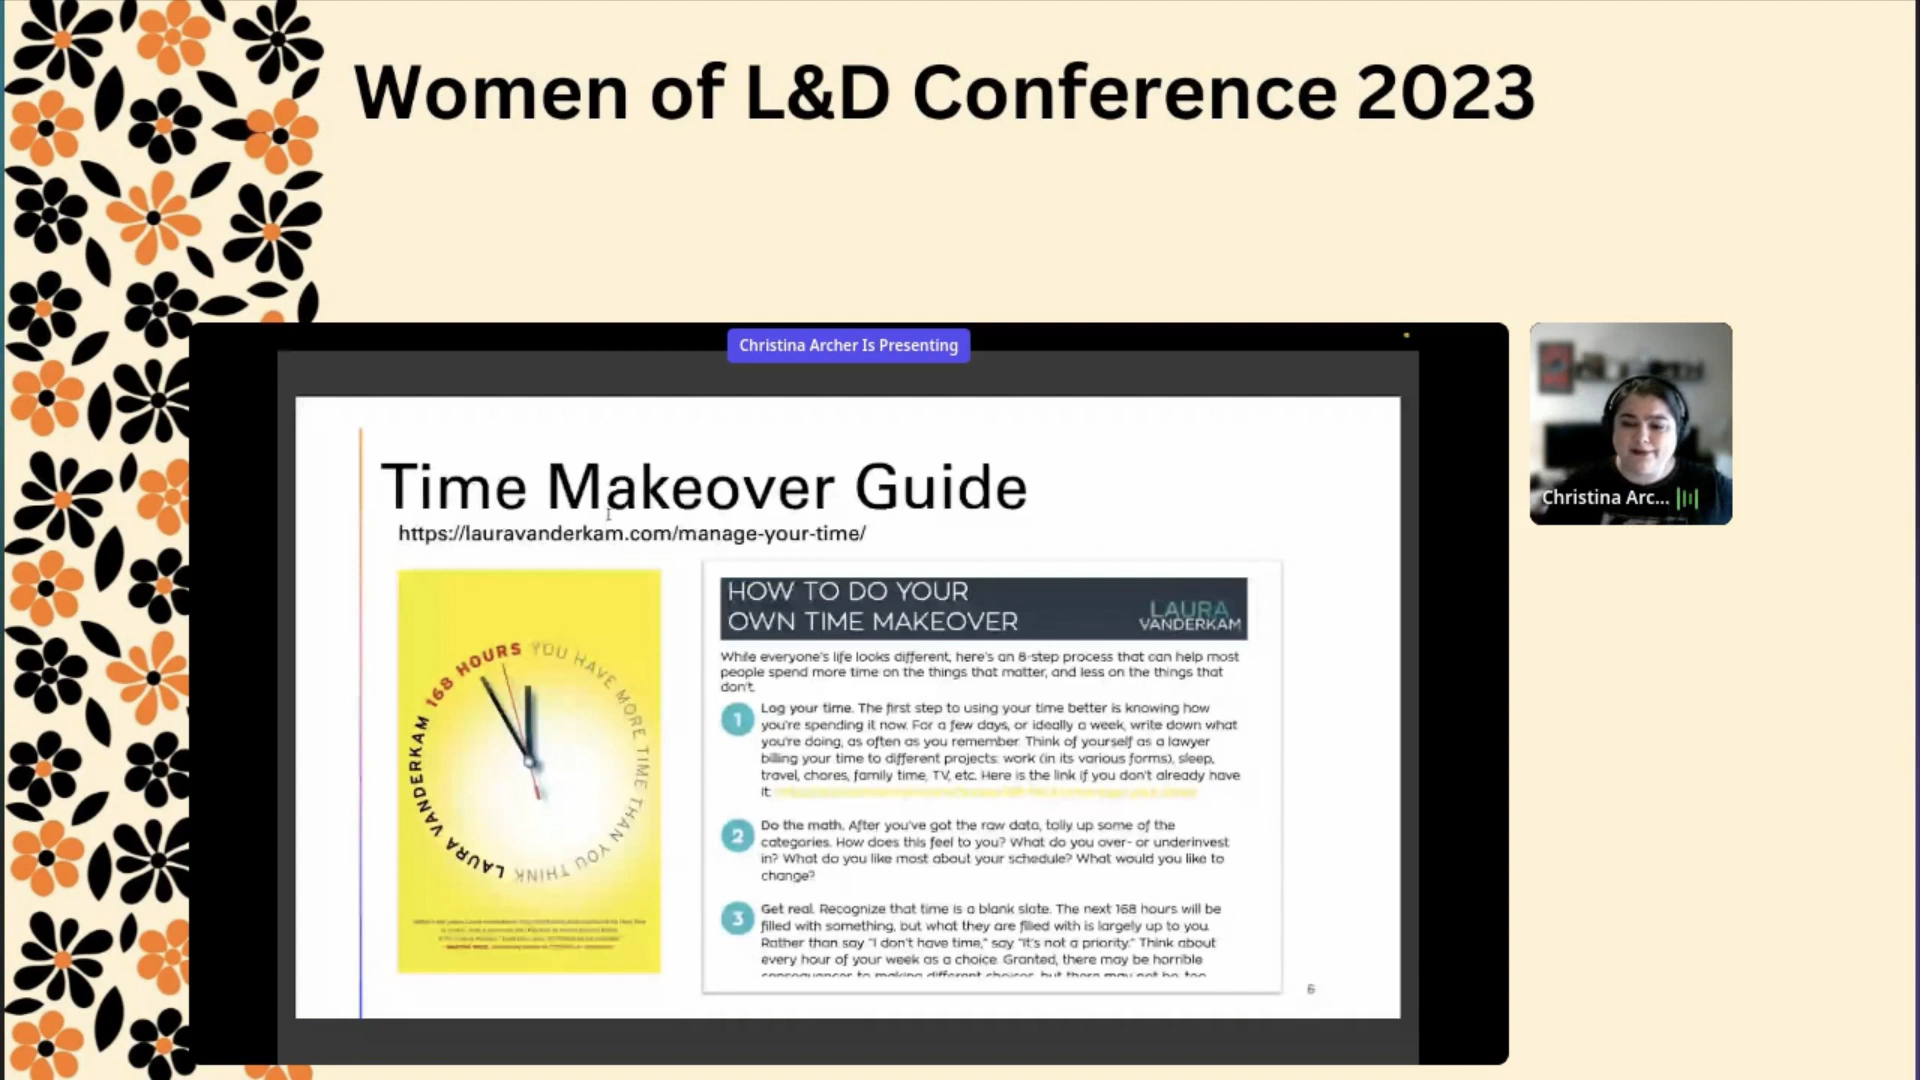 Women of L&D Conference 2023
Christina Archer Is Presenting
Christina Arc...
Time Makeover Guide
https://lauravanderkam.com/manage-your-time/
LAURA VANDERKAM 168 HOURS YOU HAVE MORE TIME THAN YOU THINK
HOW TO DO YOUR
OWN TIME MAKEOVER
LAURA
VANDERKAM
While everyone's life looks different, here's an 8-step process that can help most
people spend more time on the things that matter, and less on the things that
don't.
1
Log your time. The first step to using your time better is knowing how
you're spending it now. For a few days, or ideally a week, write down what
you're doing, as often as you remember. Think of yourself as a lawyer
billing your time to different projects: work (in its various forms), sleep,
travel, chores, family time, TV, etc. Here is the link if you don't already have
it:
2
Do the math. After you've got the raw data, tally up some of the
categories. How does this feel to you? What do you over- or underinvest
in? What do you like most about your schedule? What would you like to
change?
3
Get real. Recognize that time is a blank slate. The next 168 hours will be
filled with something, but what they are filled with is largely up to you.
Rather than say "I don't have time," say "It's not a priority." Think about
every hour of your week as a choice. Granted, there may be horrible
consequences to making different choices, but there may not be, too.
6